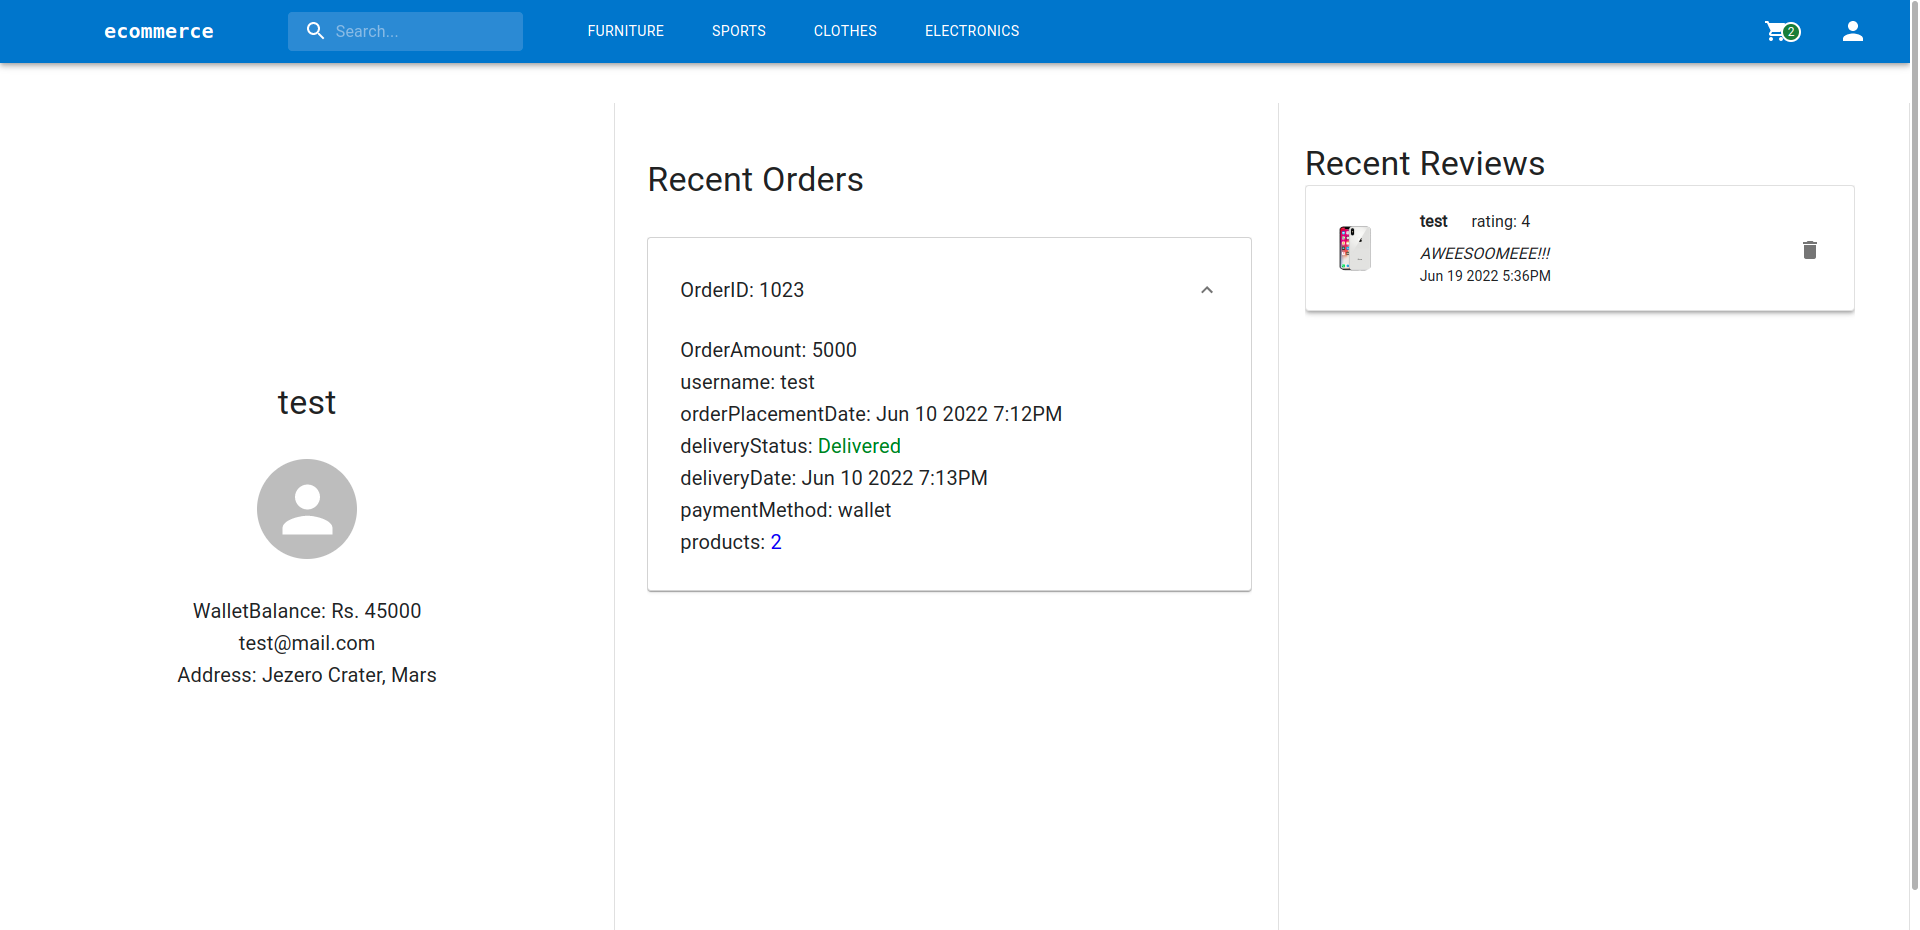 ecommerce
Search...
FURNITURE
SPORTS
CLOTHES
ELECTRONICS
2
test
WalletBalance: Rs. 45000
test@mail.com
Address: Jezero Crater, Mars
Recent Orders
OrderID: 1023
OrderAmount: 5000
username: test
orderPlacementDate: Jun 10 2022 7:12PM
deliveryStatus: Delivered
deliveryDate: Jun 10 2022 7:13PM
paymentMethod: wallet
products: 2
Recent Reviews
test rating: 4
AWEESOOMEEE!!!
Jun 19 2022 5:36PM